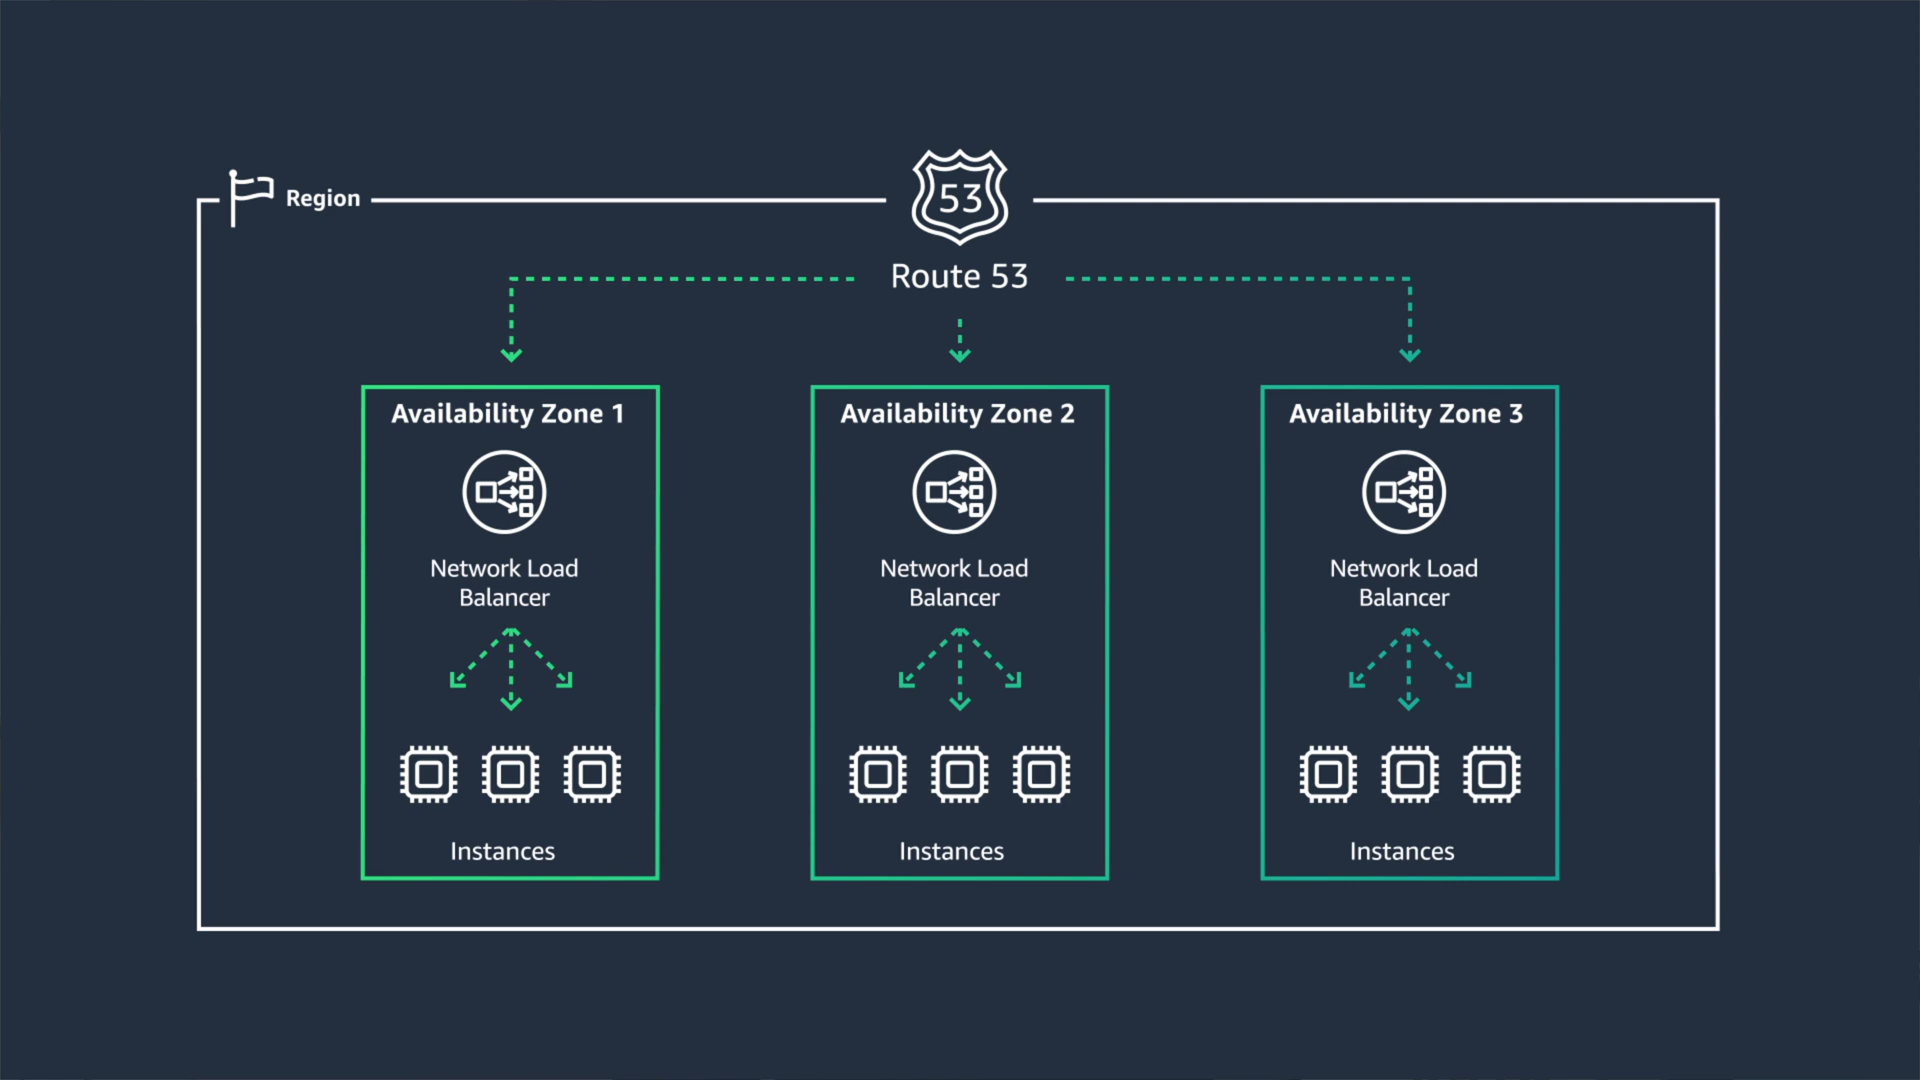 Region
53
Route 53
Availability Zone 1
Network Load
Balancer
Instances
Availability Zone 2
Network Load
Balancer
Instances
Availability Zone 3
Network Load
Balancer
Instances